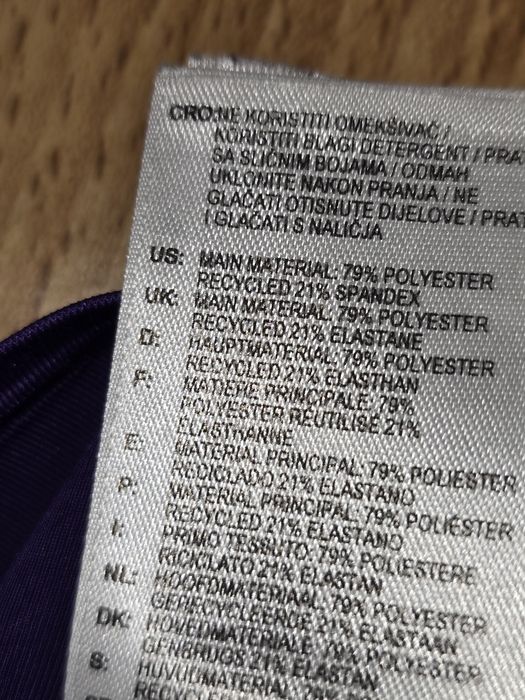 CRO:NE KORISTITI OMEKŠIVAČ /
KORISTITI BLAGI DETERGENT / PRA
SA SLIČNIM BOJAMA / ODMAH
UKLONITE NAKON PRANJA / NE
GLAČATI OTISNUTE DIJELOVE / PRAT
I GLAČATI S NALIČJA
US: MAIN MATERIAL: 79% POLYESTER
RECYCLED 21% SPANDEX
UK: MAIN MATERIAL: 79% POLYESTER
RECYCLED 21% ELASTANE
D: HAUPTMATERIAL: 79% POLYESTER
RECYCLED 21% ELASTHAN
F: MATIERE PRINCIPALE: 79%
POLYESTER REUTILISE 21%
ELASTHANNE
E: MATERIAL PRINCIPAL: 79% POLIESTER
RECICLADO 21% ELASTANO
P: MATERIAL PRINCIPAL: 79% POLIÉSTER
RECYCLED 21% ELASTANO
I: PRIMO TESSUTO: 79% POLIESTERE
RICICLATO 21% ELASTAN
NL: HOOFDMATERIAAL: 79% POLYESTER
GERECYCLEERDE 21% ELASTAAN
DK: HOVEDMATERIALE: 79% POLYESTER
GENBRUGS 21% ELASTAN
S: HUVUDMATERIAL: 79% POLYESTER